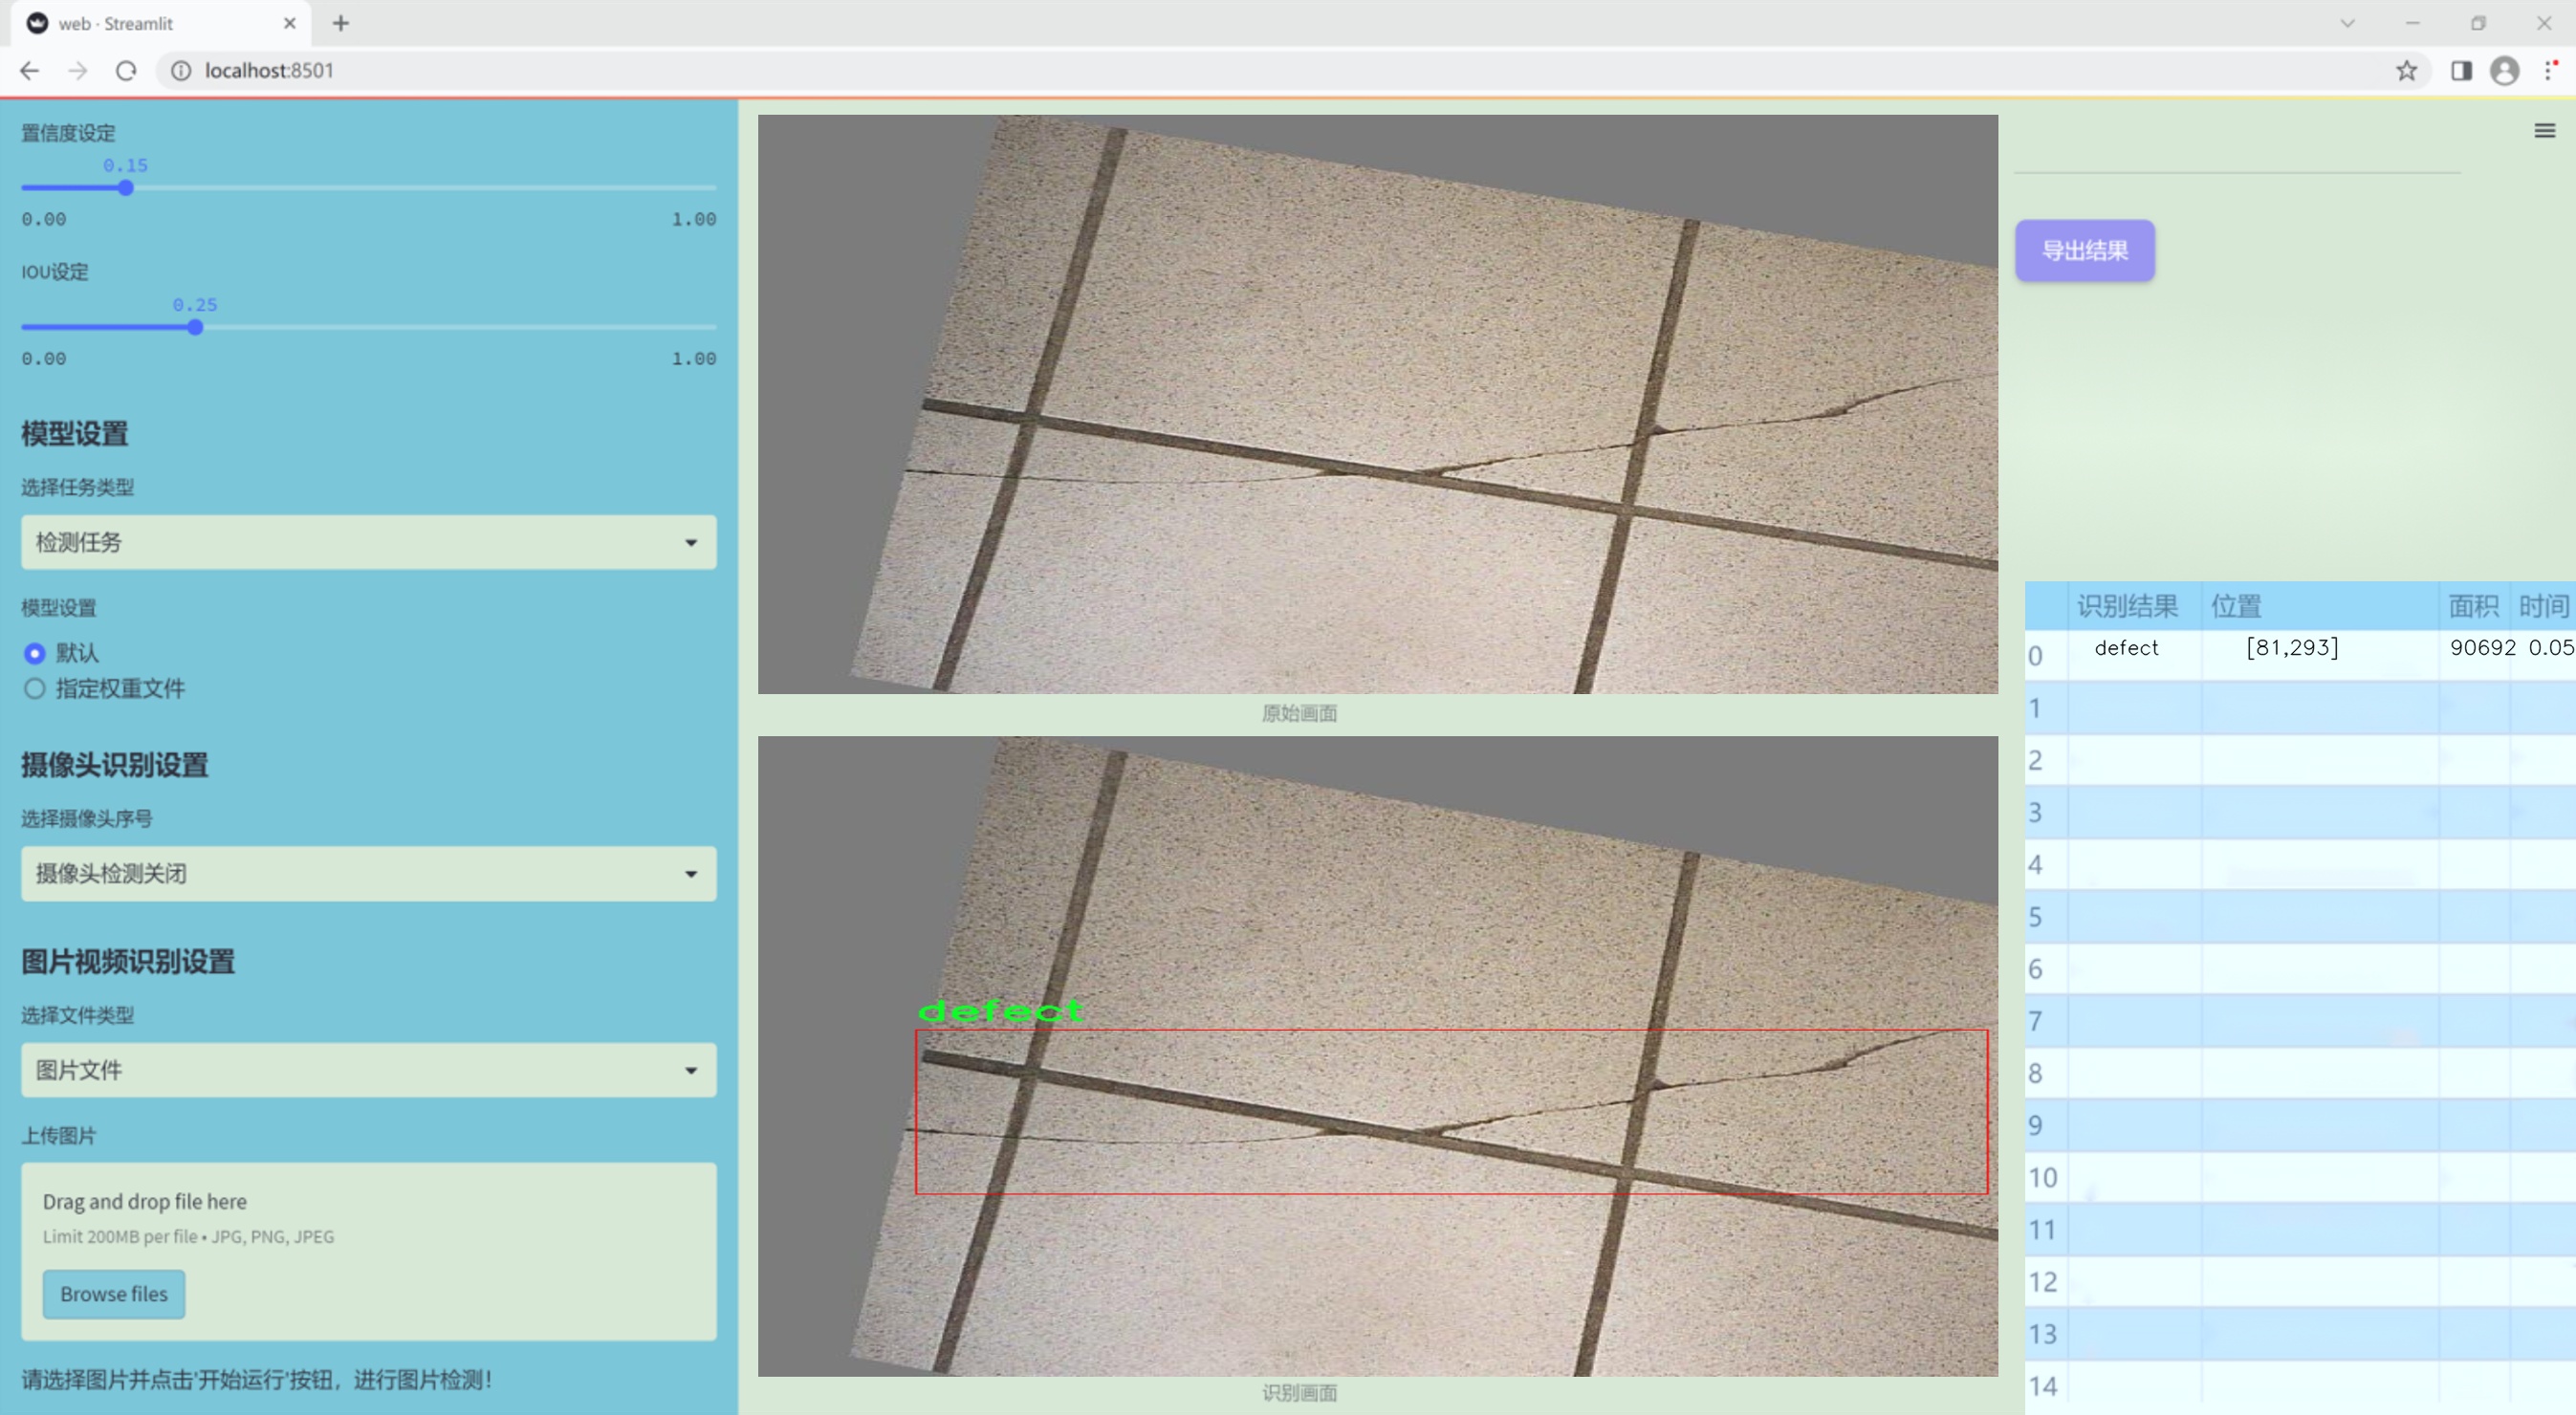 web · Streamlit
localhost:8501
置信度设定
0.15
0.00 1.00
IOU设定
0.25
0.00 1.00
模型设置
选择任务类型
检测任务
模型设置
默认
指定权重文件
摄像头识别设置
选择摄像头序号
摄像头检测关闭
图片视频识别设置
选择文件类型
图片文件
上传图片
Drag and drop file here
Limit 200MB per file • JPG, PNG, JPEG
Browse files
请选择图片并点击'开始运行'按钮，进行图片检测！
原始画面
defect
识别画面
导出结果
识别结果 位置 面积 时间
0 defect [81,293] 90692 0.05
1
2
3
4
5
6
7
8
9
10
11
12
13
14